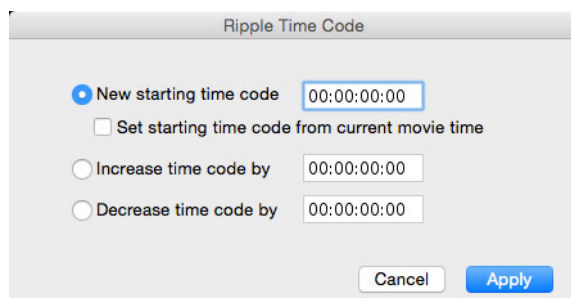 Ripple Time Code
New starting time code 00:00:00:00
Set starting time code from current movie time
Increase time code by 00:00:00:00
Decrease time code by 00:00:00:00
Cancel Apply